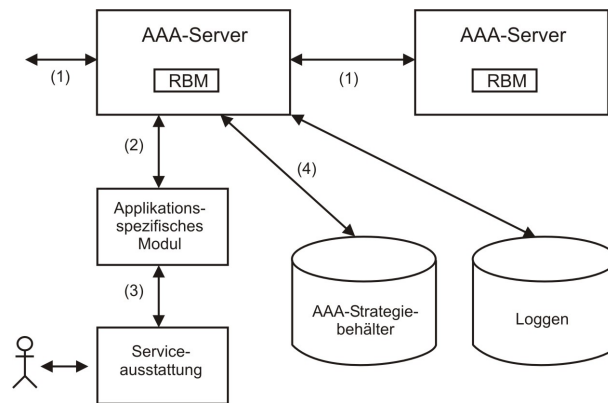 AAA-Server
RBM
AAA-Server
RBM
(1)
(1)
(2)
(4)
Applikations-
spezifisches
Modul
(3)
AAA-Strategie-
behälter
Loggen
Service-
ausstattung